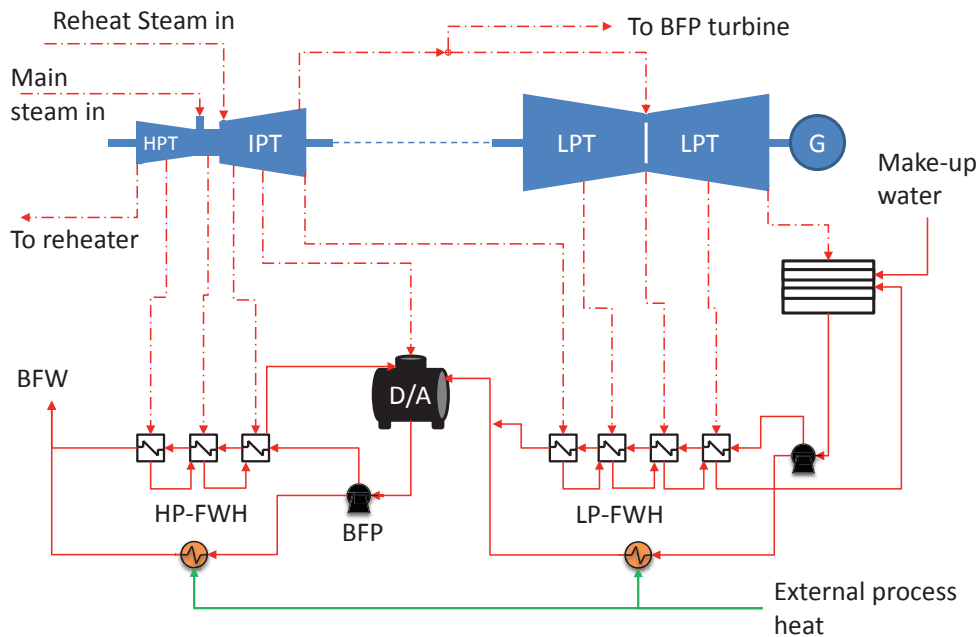 Reheat Steam in
To BFP turbine
Main
steam in
HPT
IPT
LPT
LPT
G
Make-up
water
To reheater
BFW
D/A
HP-FWH
BFP
LP-FWH
External process
heat